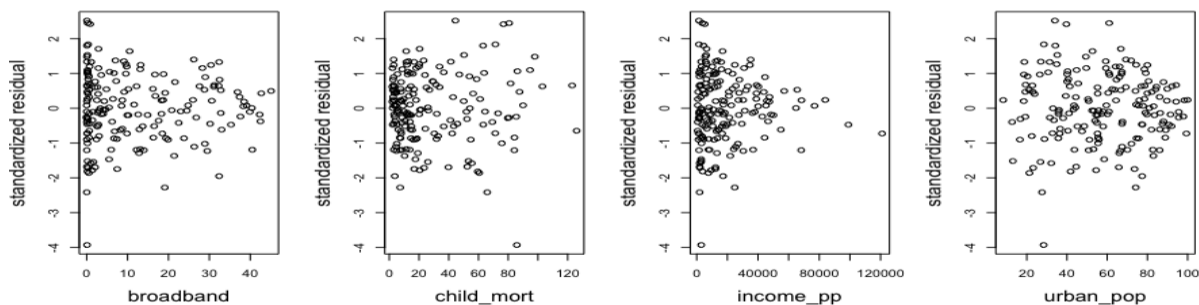 standardized residual
2
1
0
-1
-2
-3
-4
0 10 20 30 40
broadband
standardized residual
2
1
0
-1
-2
-3
-4
0 20 40 60 80 120
child_mort
standardized residual
2
1
0
-1
-2
-3
-4
0 40000 80000 120000
income_pp
standardized residual
2
1
0
-1
-2
-3
-4
20 40 60 80 100
urban_pop